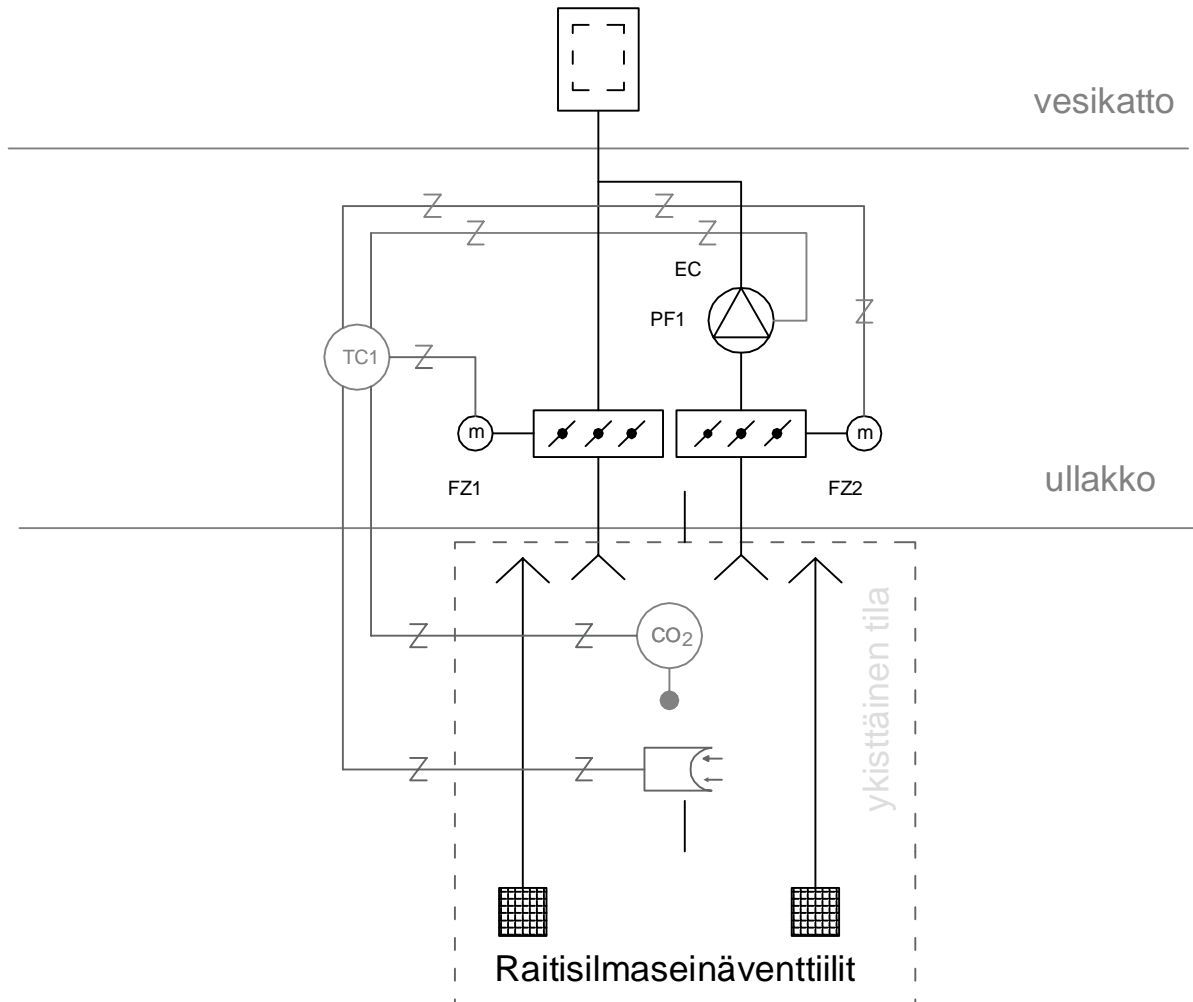 vesikatto
EC
PF1
TC1
m
m
FZ1
FZ2
ullakko
CO2
ykisttäinen tila
Raitisilmaseinäventtiilit